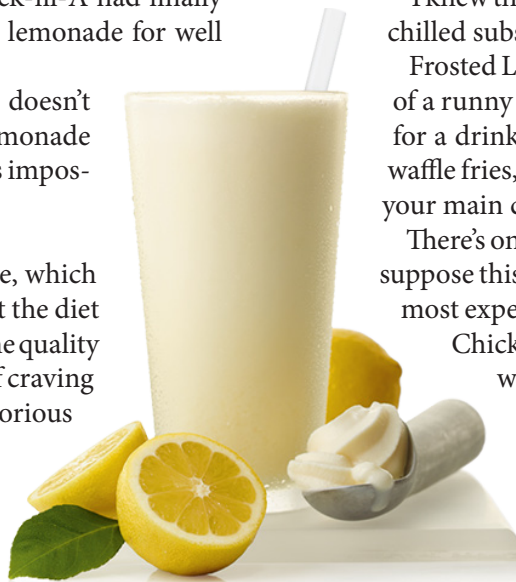 ck-fil-A had finally
lemonade for well
doesn’t
monade
s impos-
e, which
t the diet
he quality
f craving
orious
I knew th
chilled subs
Frosted L
of a runny
for a drink
waffle fries,
your main c
There’s on
suppose this
most expe
Chick
w